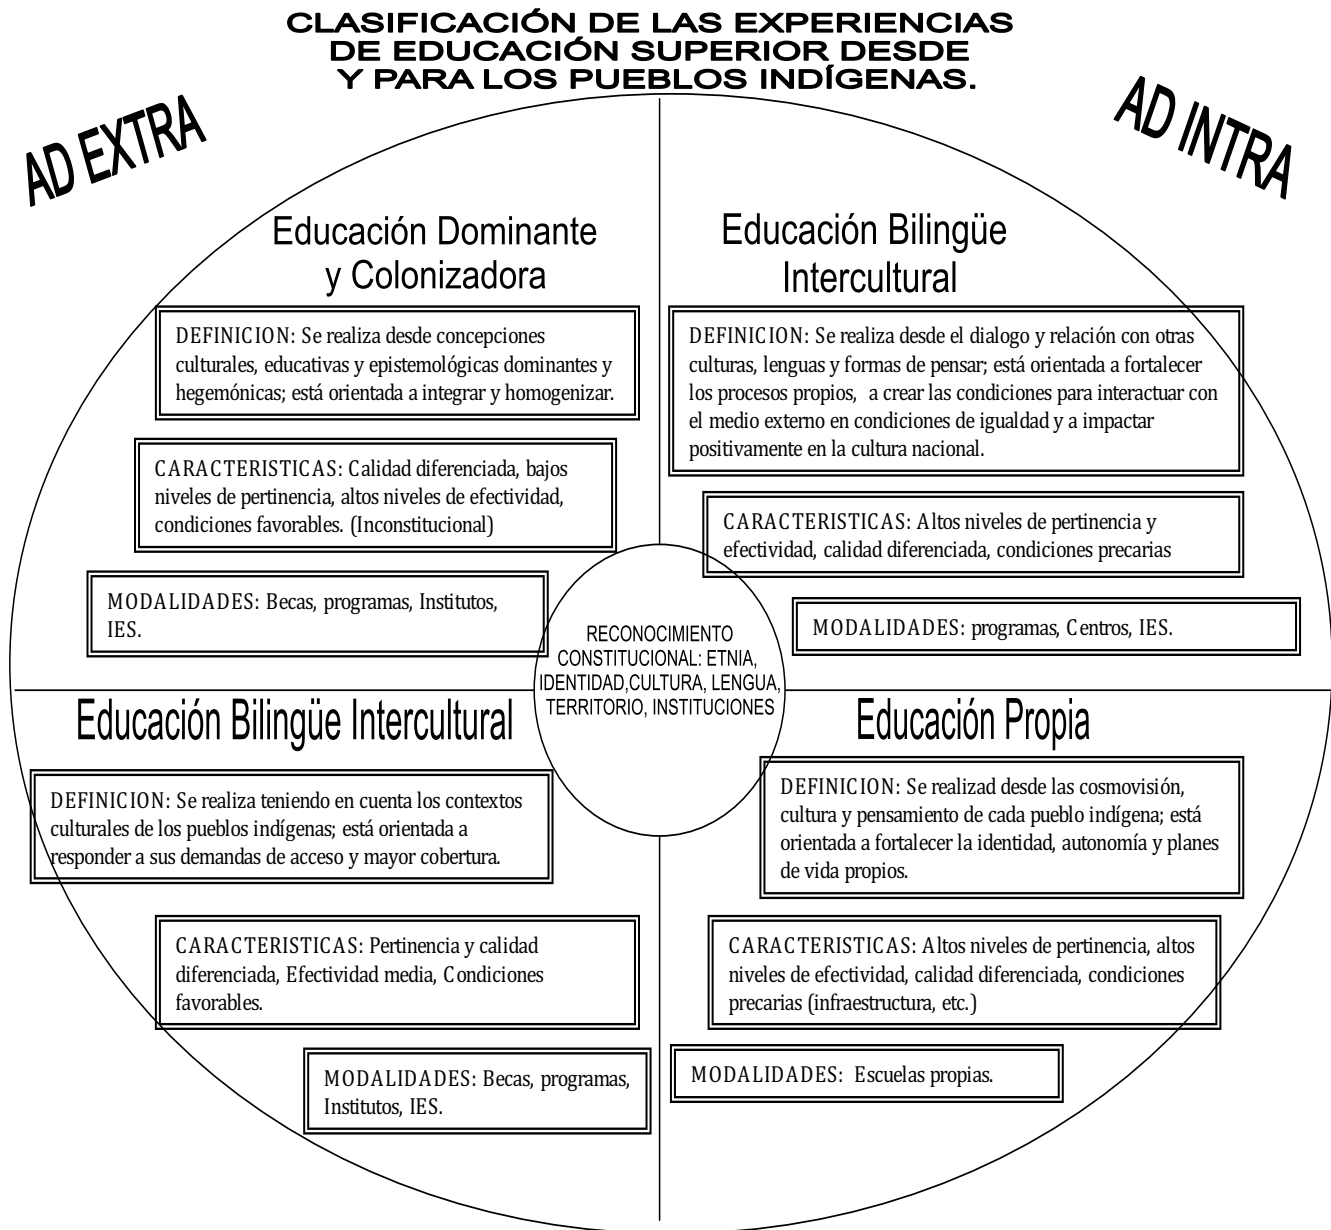 CLASIFICACIÓN DE LAS EXPERIENCIAS
DE EDUCACIÓN SUPERIOR DESDE
Y PARA LOS PUEBLOS INDÍGENAS.
AD EXTRA
AD INTRA
Educación Dominante
y Colonizadora
DEFINICION: Se realiza desde concepciones
culturales, educativas y epistemológicas dominantes y
hegemónicas; está orientada a integrar y homogenizar.
CARACTERISTICAS: Calidad diferenciada, bajos
niveles de pertinencia, altos niveles de efectividad,
condiciones favorables. (Inconstitucional)
MODALIDADES: Becas, programas, Institutos,
IES.
Educación Bilingüe
Intercultural
DEFINICION: Se realiza desde el dialogo y relación con otras
culturas, lenguas y formas de pensar; está orientada a fortalecer
los procesos propios, a crear las condiciones para interactuar con
el medio externo en condiciones de igualdad y a impactar
positivamente en la cultura nacional.
CARACTERISTICAS: Altos niveles de pertinencia y
efectividad, calidad diferenciada, condiciones precarias
MODALIDADES: programas, Centros, IES.
RECONOCIMIENTO
CONSTITUCIONAL: ETNIA,
IDENTIDAD,CULTURA, LENGUA,
TERRITORIO, INSTITUCIONES
Educación Bilingüe Intercultural
DEFINICION: Se realiza teniendo en cuenta los contextos
culturales de los pueblos indígenas; está orientada a
responder a sus demandas de acceso y mayor cobertura.
CARACTERISTICAS: Pertinencia y calidad
diferenciada, Efectividad media, Condiciones
favorables.
MODALIDADES: Becas, programas,
Institutos, IES.
Educación Propia
DEFINICION: Se realizad desde las cosmovisión,
cultura y pensamiento de cada pueblo indígena; está
orientada a fortalecer la identidad, autonomía y planes
de vida propios.
CARACTERISTICAS: Altos niveles de pertinencia, altos
niveles de efectividad, calidad diferenciada, condiciones
precarias (infraestructura, etc.)
MODALIDADES: Escuelas propias.